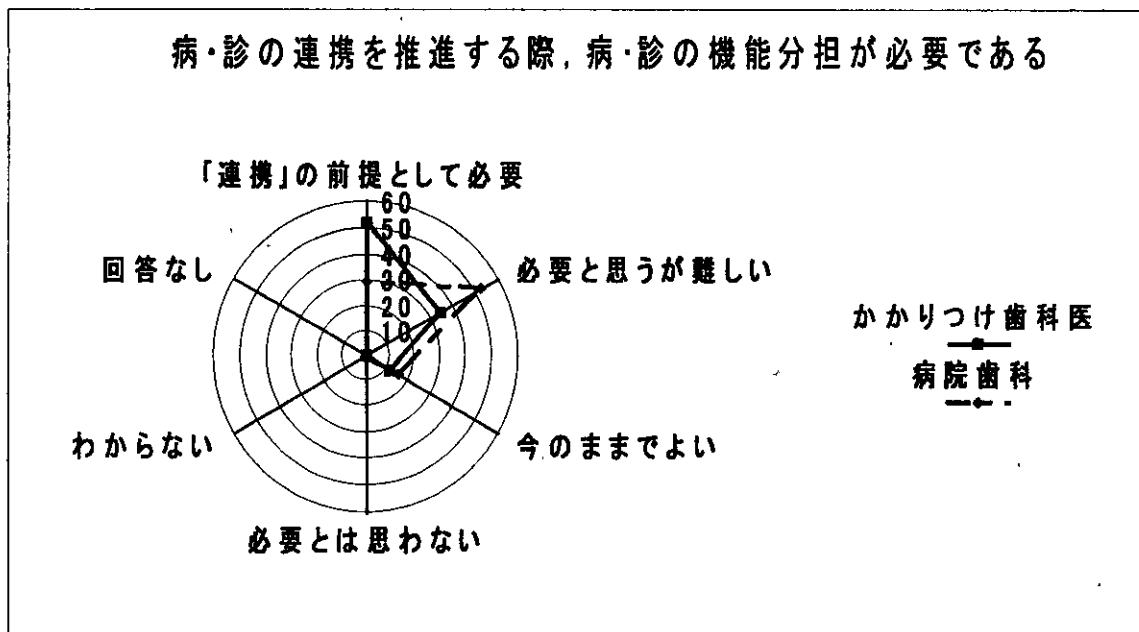 病・診の連携を推進する際,病・診の機能分担が必要である
「連携」の前提として必要
60
50
40
30
20
10
回答なし
必要と思うが難しい
かかりつけ歯科医
病院歯科
わからない
今のままでよい
必要とは思わない